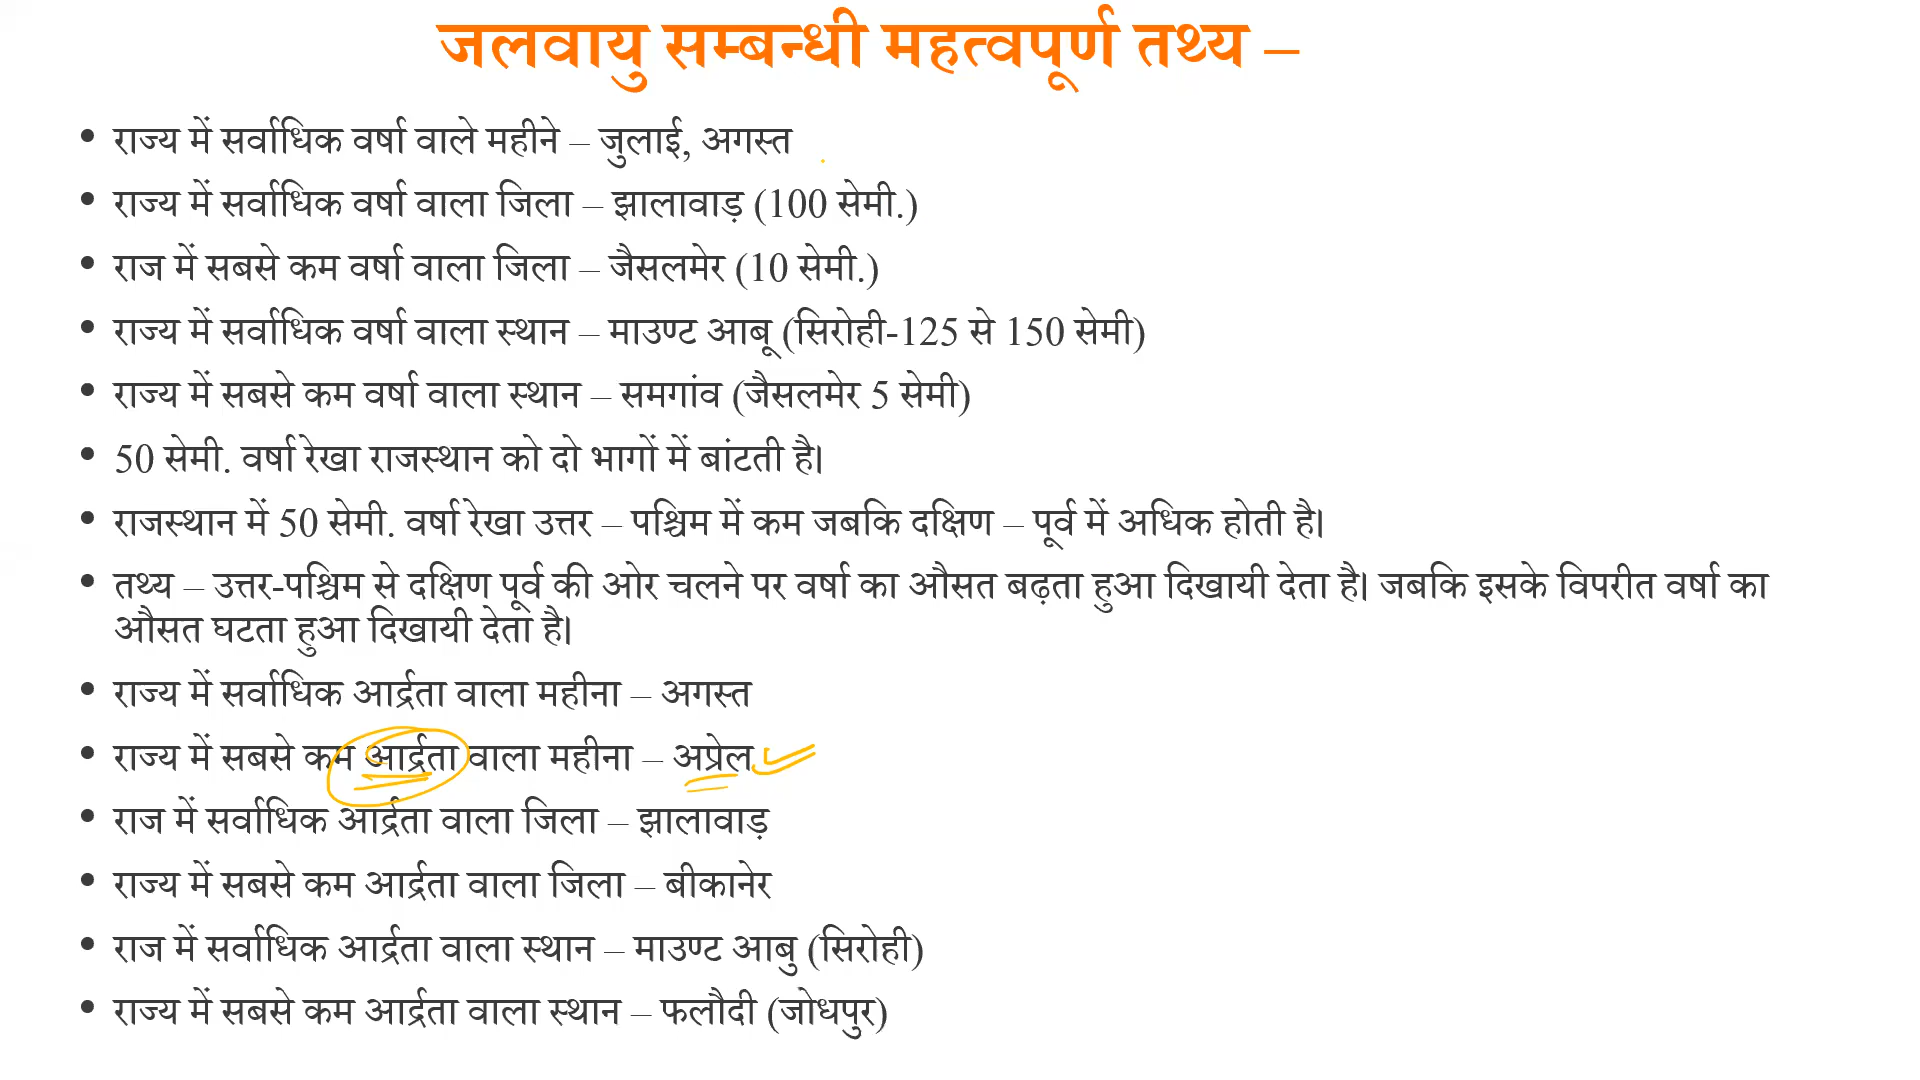 जलवायु सम्बन्धी महत्वपूर्ण तथ्य –
• राज्य में सर्वाधिक वर्षा वाले महीने – जुलाई, अगस्त
• राज्य में सर्वाधिक वर्षा वाला जिला – झालावाड़ (100 सेमी.)
• राज में सबसे कम वर्षा वाला जिला – जैसलमेर (10 सेमी.)
• राज्य में सर्वाधिक वर्षा वाला स्थान – माउण्ट आबू (सिरोही-125 से 150 सेमी)
• राज्य में सबसे कम वर्षा वाला स्थान – समगांव (जैसलमेर 5 सेमी)
• 50 सेमी. वर्षा रेखा राजस्थान को दो भागों में बांटती है।
• राजस्थान में 50 सेमी. वर्षा रेखा उत्तर – पश्चिम में कम जबकि दक्षिण – पूर्व में अधिक होती है।
• तथ्य – उत्तर-पश्चिम से दक्षिण पूर्व की ओर चलने पर वर्षा का औसत बढ़ता हुआ दिखायी देता है। जबकि इसके विपरीत वर्षा का
औसत घटता हुआ दिखायी देता है।
• राज्य में सर्वाधिक आर्द्रता वाला महीना – अगस्त
• राज्य में सबसे कम आर्द्रता वाला महीना – अप्रेल
• राज में सर्वाधिक आर्द्रता वाला जिला – झालावाड़
• राज्य में सबसे कम आर्द्रता वाला जिला – बीकानेर
• राज में सर्वाधिक आर्द्रता वाला स्थान – माउण्ट आबु (सिरोही)
• राज्य में सबसे कम आर्द्रता वाला स्थान – फलौदी (जोधपुर)